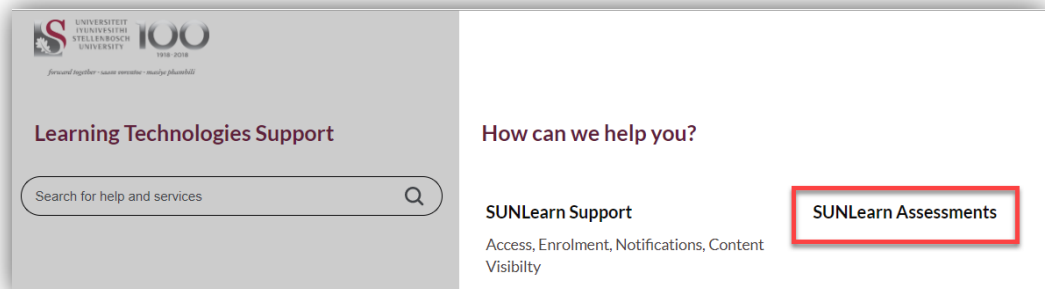 UNIVERSITEIT
IYUNIVESITHI
STELLENBOSCH
UNIVERSITY
100
1918-2018
forward together · saam vorentoe · masiye phambili
Learning Technologies Support
Search for help and services
How can we help you?
SUNLearn Support
Access, Enrolment, Notifications, Content
Visibilty
SUNLearn Assessments